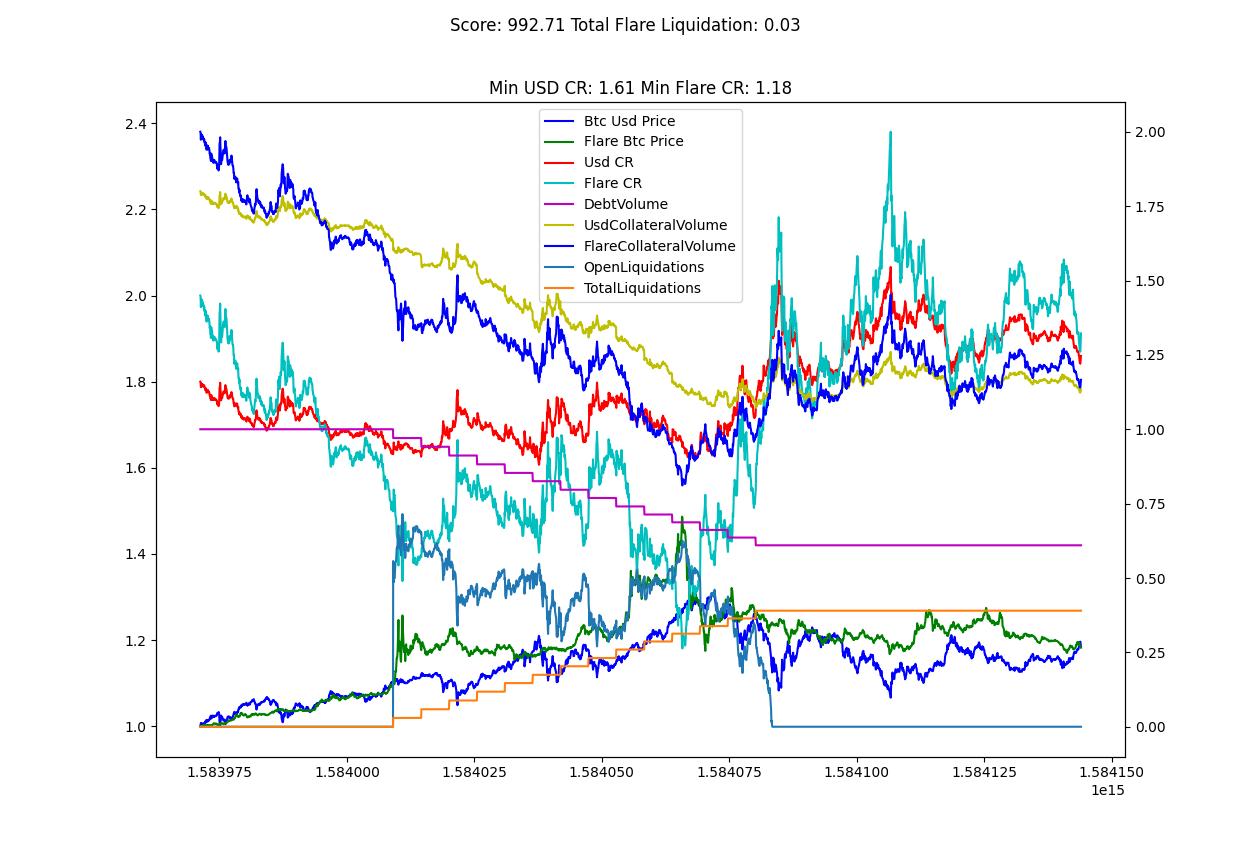 Score: 992.71 Total Flare Liquidation: 0.03
Min USD CR: 1.61 Min Flare CR: 1.18
Btc Usd Price
Flare Btc Price
Usd CR
Flare CR
DebtVolume
UsdCollateralVolume
FlareCollateralVolume
OpenLiquidations
TotalLiquidations
2.4
2.2
2.0
1.8
1.6
1.4
1.2
1.0
2.00
1.75
1.50
1.25
1.00
0.75
0.50
0.25
0.00
1.583975 1.584000 1.584025 1.584050 1.584075 1.584100 1.584125 1.584150
1e15